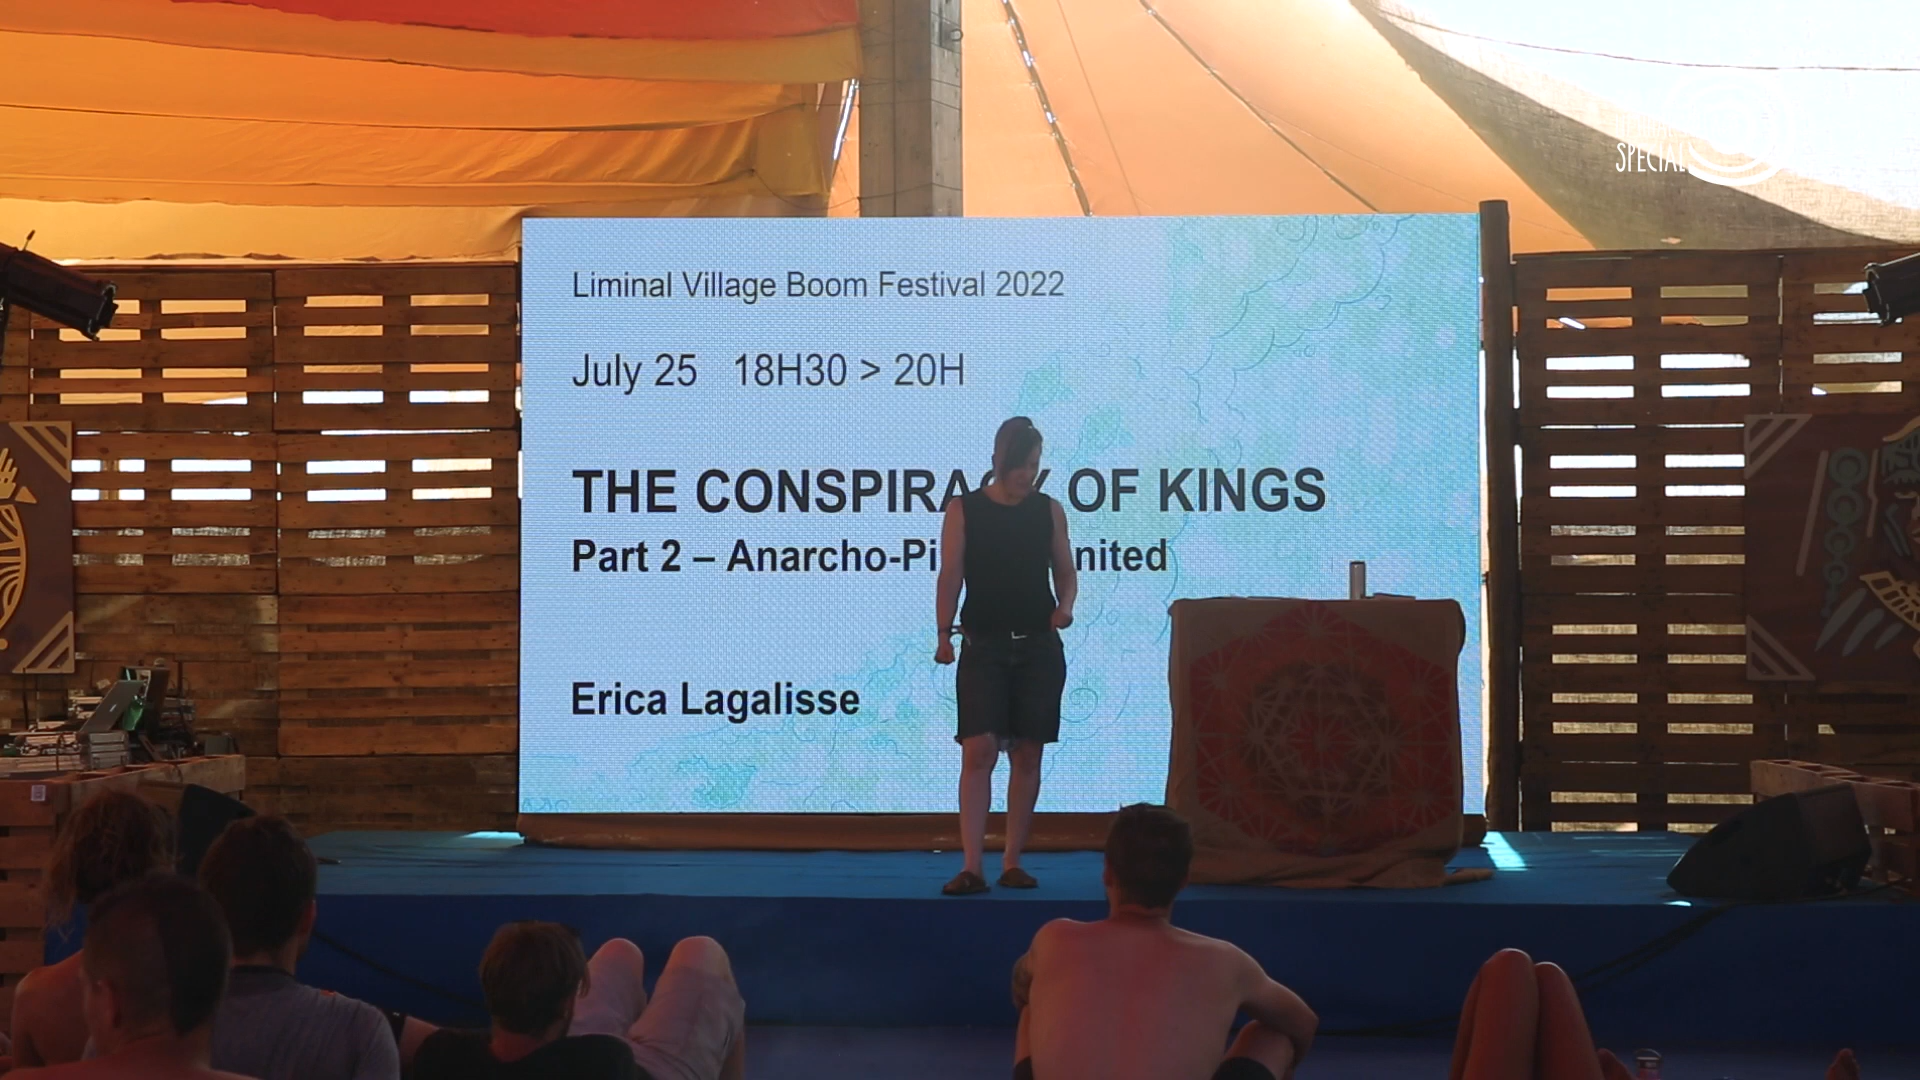 SPECIAL
Liminal Village Boom Festival 2022
July 25 18H30 > 20H
THE CONSPIRACY OF KINGS
Part 2 – Anarcho-Pi nited
Erica Lagalisse